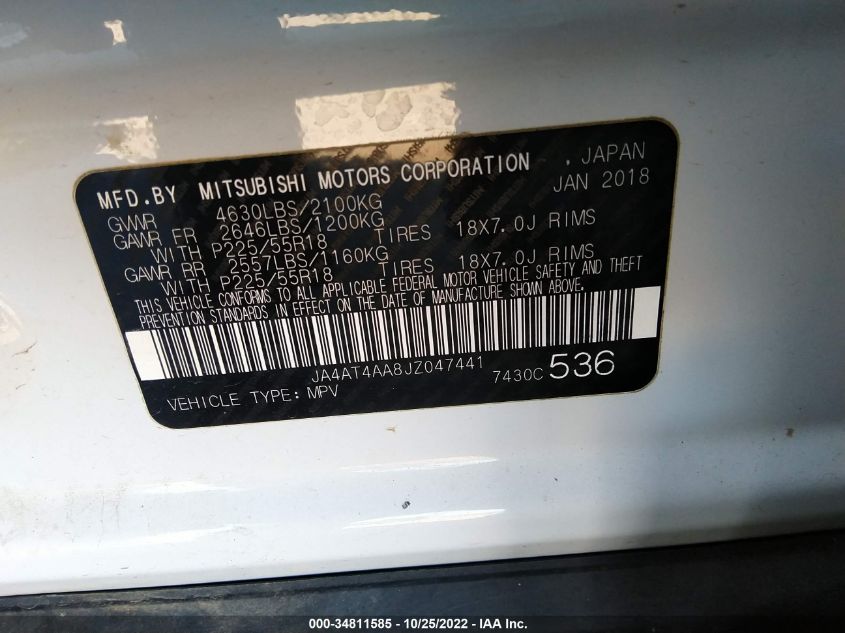 MFD.BY MITSUBISHI MOTORS CORPORATION , JAPAN
GVWR 4630LBS/2100KG JAN 2018
GAWR FR 2646LBS/1200KG
WITH P225/55R18 TIRES 18X7.0J RIMS
GAWR RR 2557LBS/1160KG
WITH P225/55R18 TIRES 18X7.0J RIMS
THIS VEHICLE CONFORMS TO ALL APPLICABLE FEDERAL MOTOR VEHICLE SAFETY AND THEFT
PREVENTION STANDARDS IN EFFECT ON THE DATE OF MANUFACTURE SHOWN ABOVE.
JA4AT4AA8JZ047441 7430C 536
VEHICLE TYPE: MPV
000-34811585 - 10/25/2022 - IAA Inc.